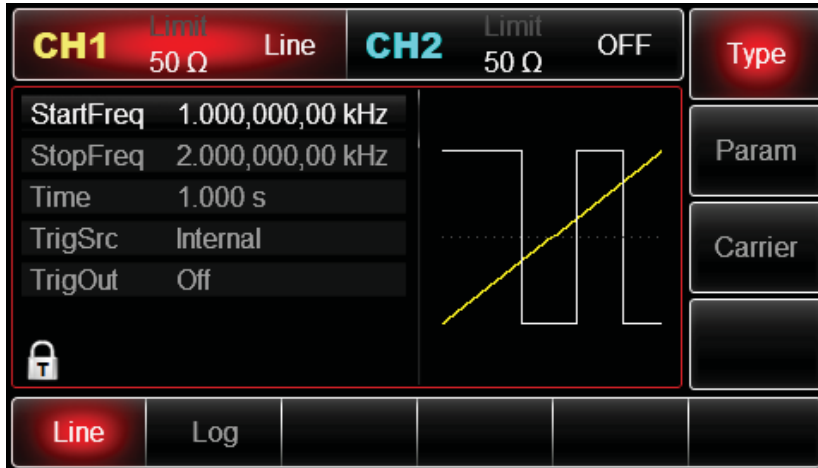 CH1 Limit 50 Ω Line CH2 Limit 50 Ω OFF
Type
StartFreq 1.000,000,00 kHz
StopFreq 2.000,000,00 kHz
Time 1.000 s
TrigSrc Internal
TrigOut Off
T
Param
Carrier
Line Log